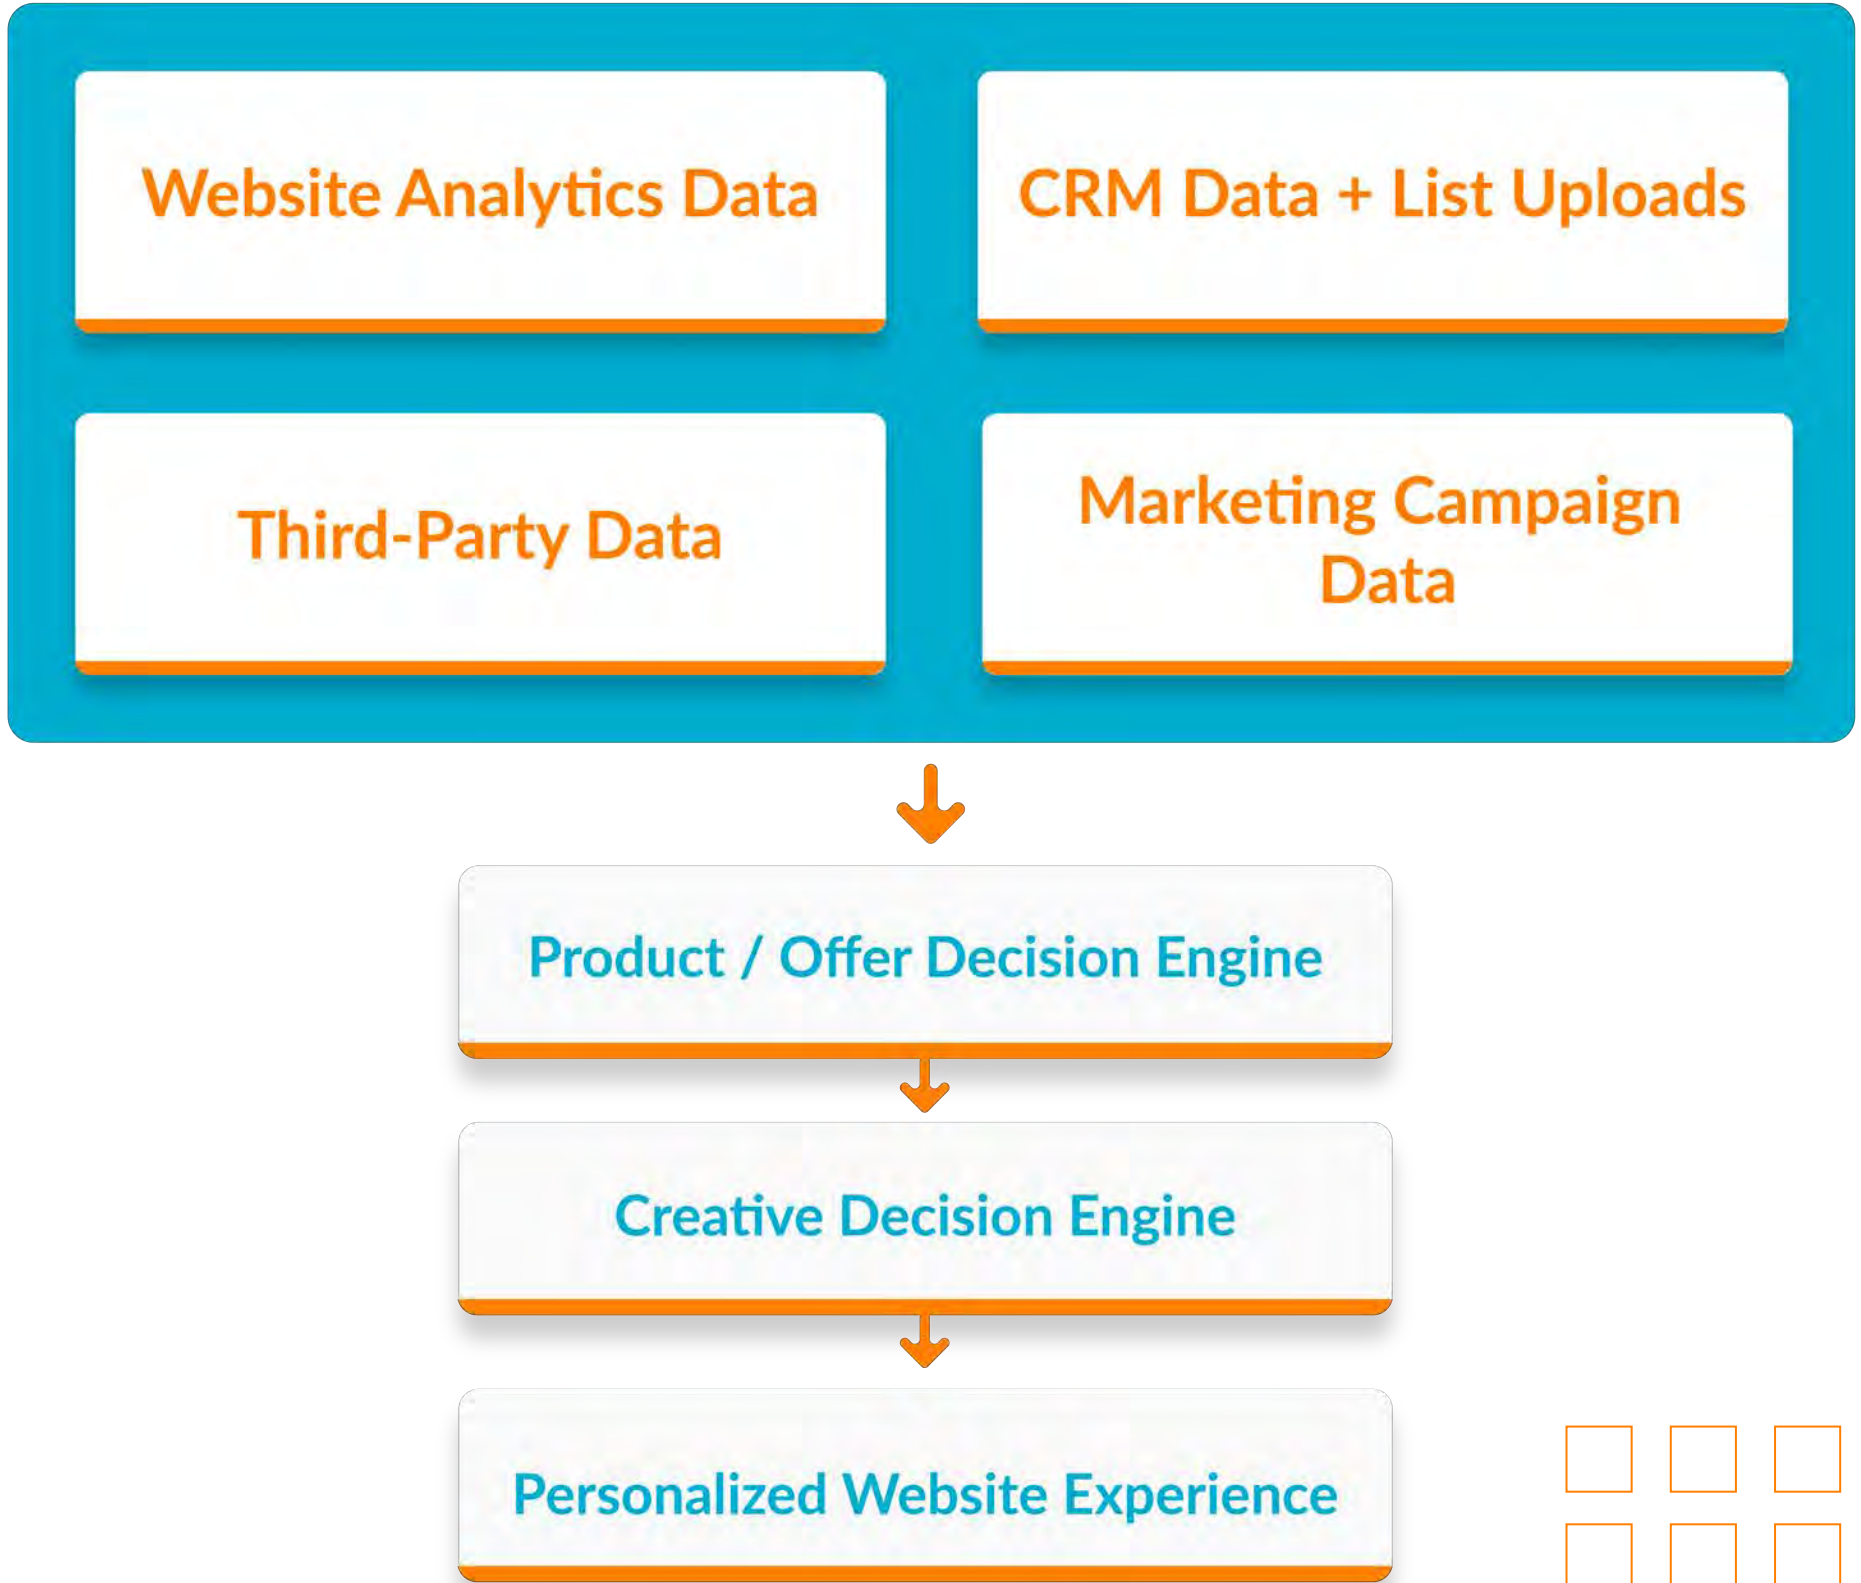 Website Analytics Data
CRM Data + List Uploads
Third-Party Data
Marketing Campaign
Data
Product / Offer Decision Engine
Creative Decision Engine
Personalized Website Experience